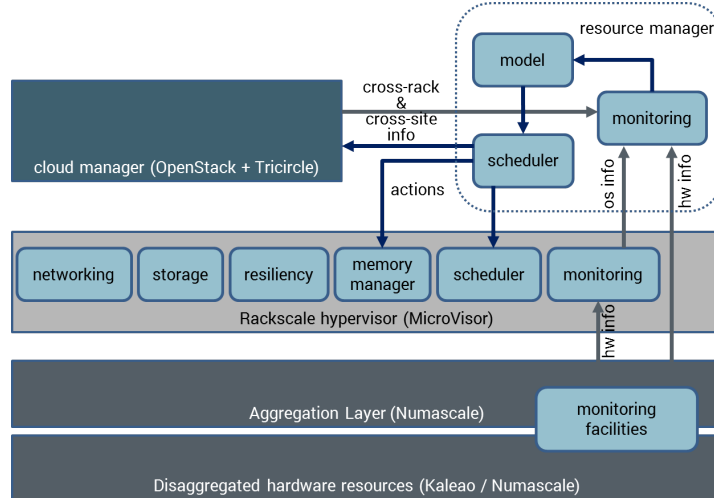 resource manager
model
cross-rack
&
cross-site
info
monitoring
scheduler
cloud manager (OpenStack + Tricircle)
actions
os info
hw info
networking
storage
resiliency
memory
manager
scheduler
monitoring
Rackscale hypervisor (MicroVisor)
hw info
Aggregation Layer (Numascale)
monitoring
facilities
Disaggregated hardware resources (Kaleao / Numascale)